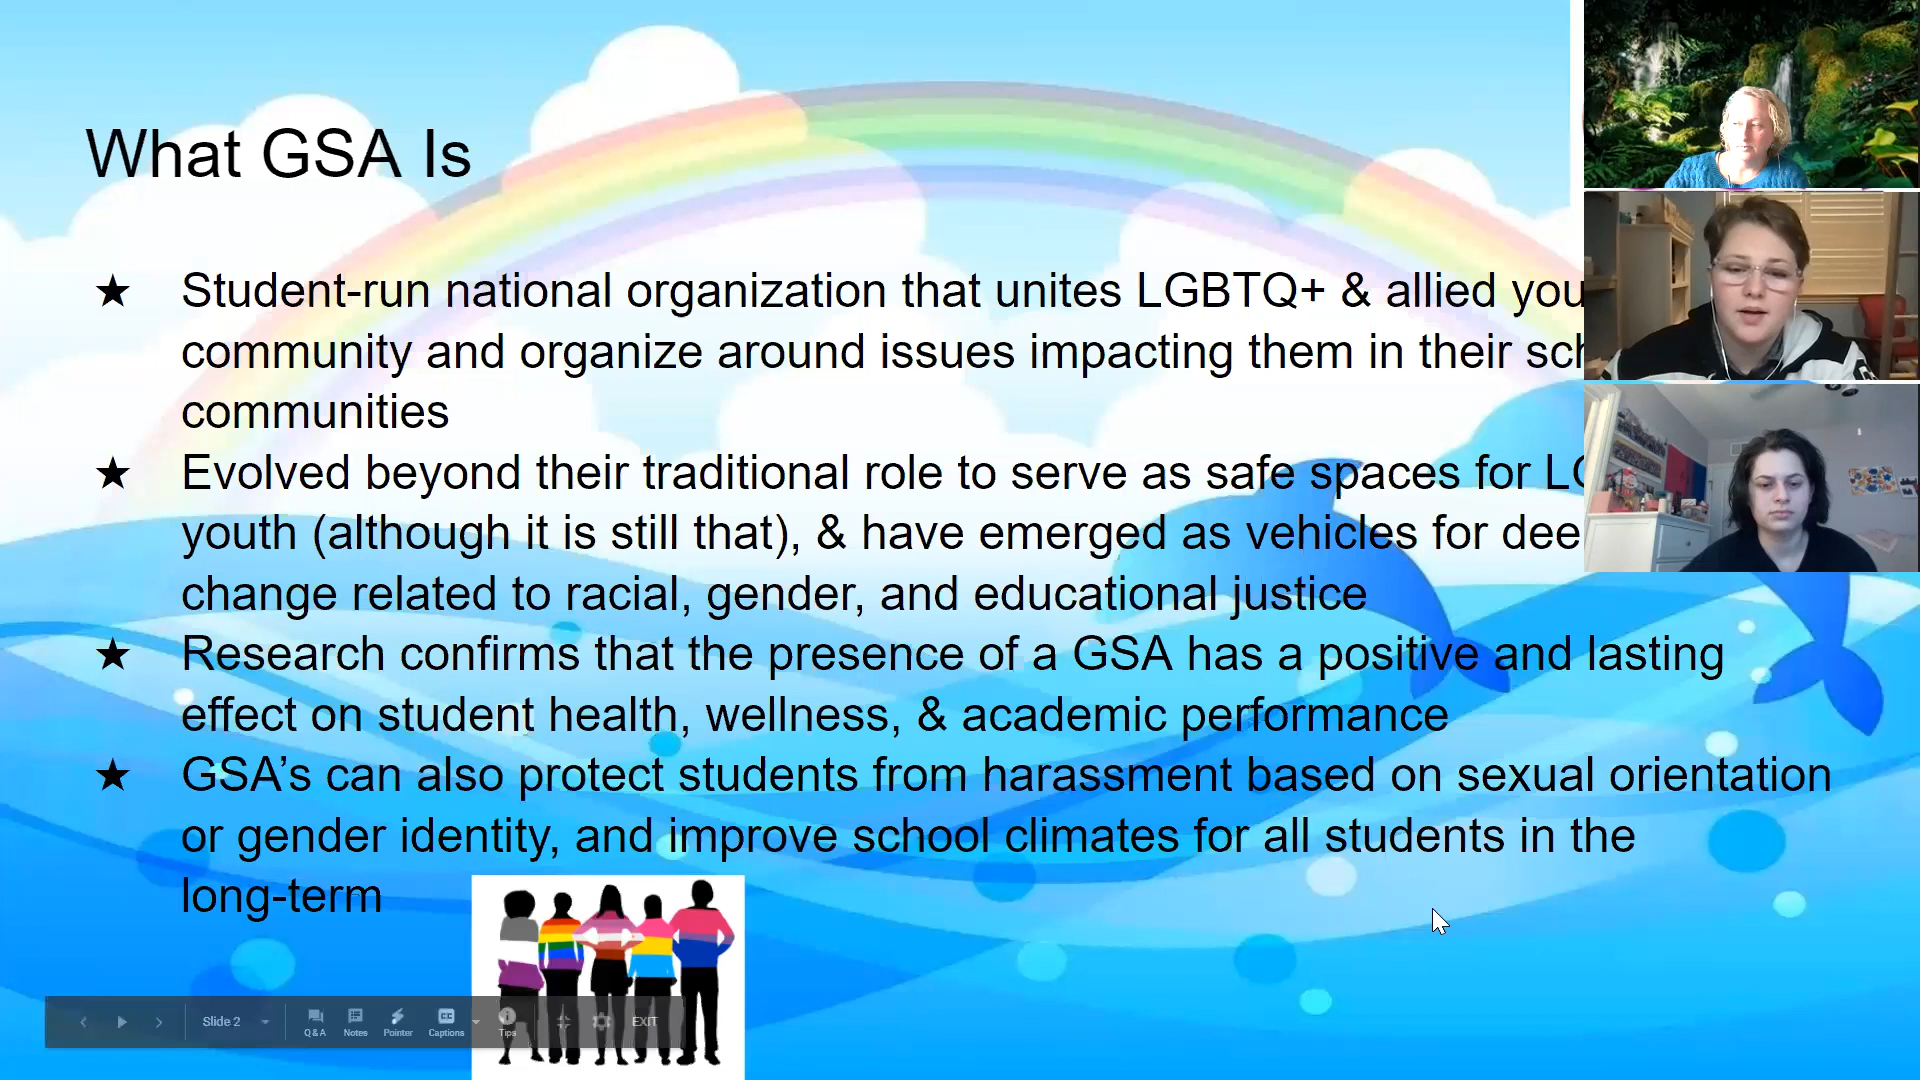 What GSA Is
★ Student-run national organization that unites LGBTQ+ & allied
community and organize around issues impacting them in their
communities
★ Evolved beyond their traditional role to serve as safe spaces for
youth (although it is still that), & have emerged as vehicles for
change related to racial, gender, and educational justice
★ Research confirms that the presence of a GSA has a positive and lasting
effect on student health, wellness, & academic performance
★ GSA’s can also protect students from harassment based on sexual orientation
or gender identity, and improve school climates for all students in the
long-term
Slide 2
Q&A
Notes
Pointer
Captions
Tips
EXIT